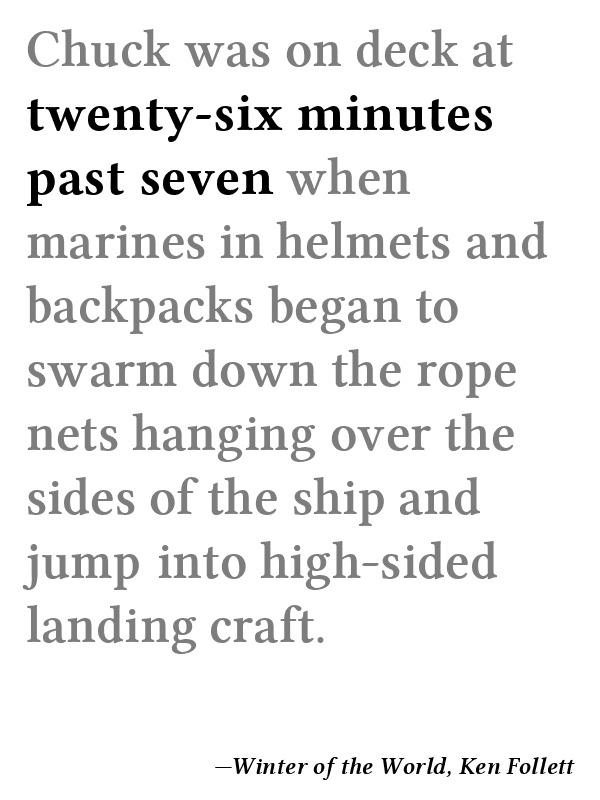 Chuck was on deck at
twenty-six minutes
past seven when
marines in helmets and
backpacks began to
swarm down the rope
nets hanging over the
sides of the ship and
jump into high-sided
landing craft.
—Winter of the World, Ken Follett